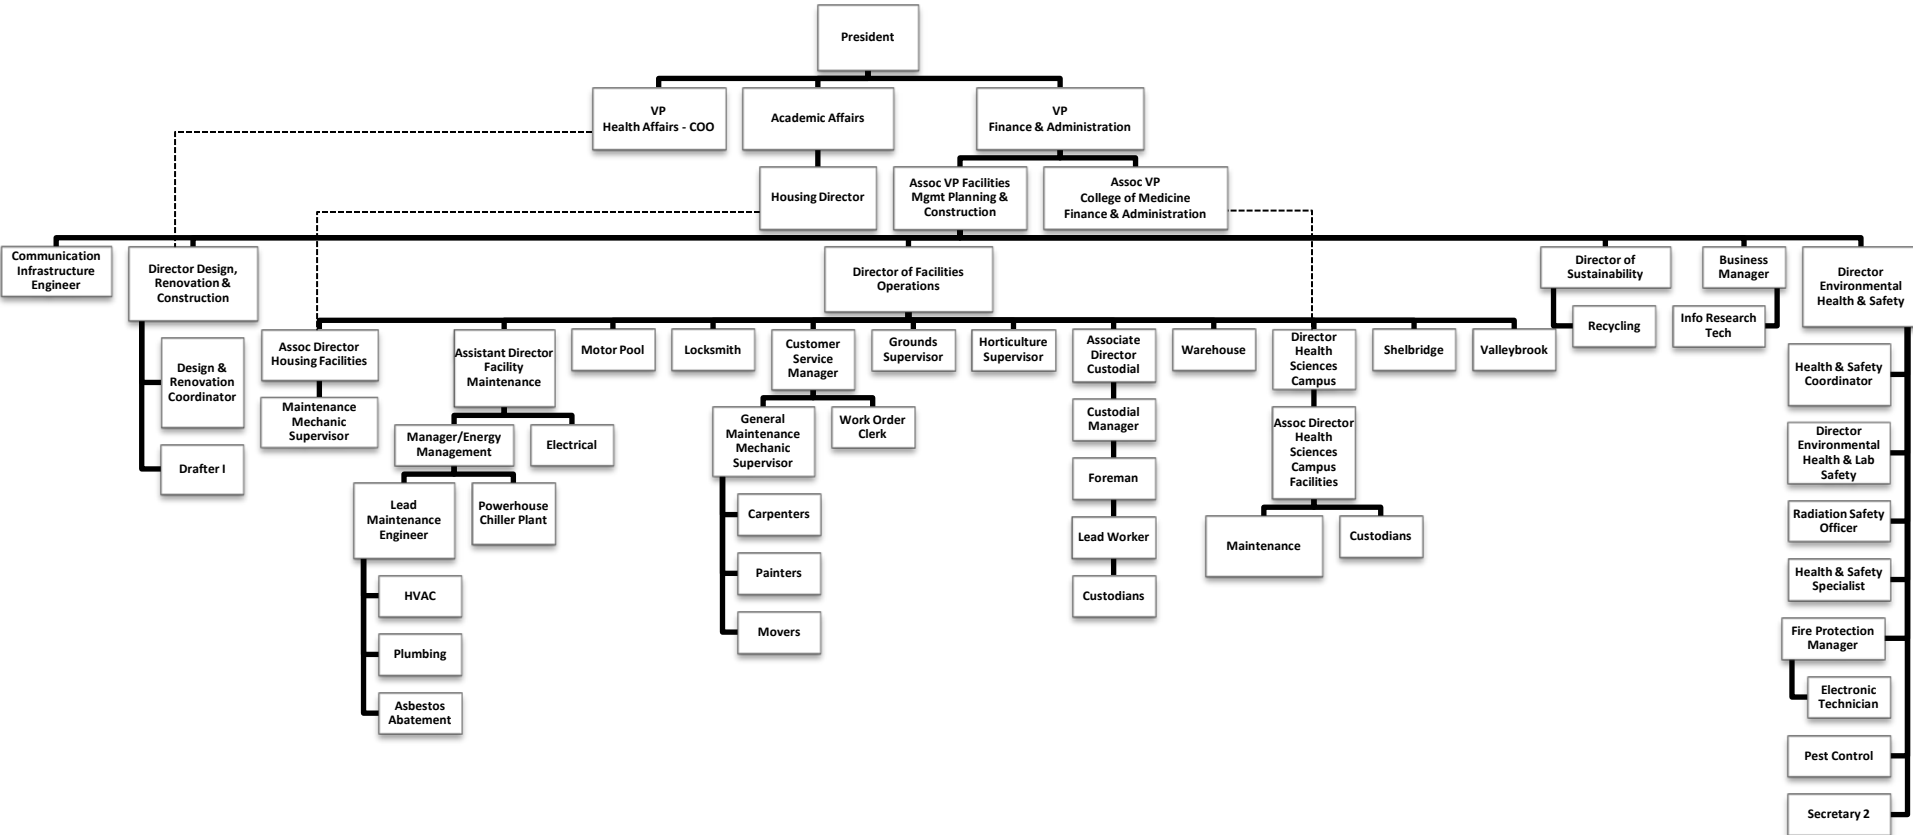 President
VP
Health Affairs - COO
Academic Affairs
VP
Finance & Administration
Housing Director
Assoc VP Facilities
Mgmt Planning &
Construction
Assoc VP
College of Medicine
Finance & Administration
Communication
Infrastructure
Engineer
Director Design,
Renovation &
Construction
Director of Facilities
Operations
Director of
Sustainability
Business
Manager
Director
Environmental
Health & Safety
Recycling
Info Research
Tech
Design &
Renovation
Coordinator
Drafter I
Assoc Director
Housing Facilities
Maintenance
Mechanic
Supervisor
Assistant Director
Facility
Maintenance
Manager/Energy
Management
Electrical
Lead
Maintenance
Engineer
Powerhouse
Chiller Plant
HVAC
Plumbing
Asbestos
Abatement
Motor Pool
Locksmith
Customer
Service
Manager
General
Maintenance
Mechanic
Supervisor
Work Order
Clerk
Carpenters
Painters
Movers
Grounds
Supervisor
Horticulture
Supervisor
Associate
Director
Custodial
Custodial
Manager
Foreman
Lead Worker
Custodians
Warehouse
Director
Health
Sciences
Campus
Assoc Director
Health
Sciences
Campus
Facilities
Maintenance
Custodians
Shelbridge
Valleybrook
Health & Safety
Coordinator
Director
Environmental
Health & Lab
Safety
Radiation Safety
Officer
Health & Safety
Specialist
Fire Protection
Manager
Electronic
Technician
Pest Control
Secretary 2